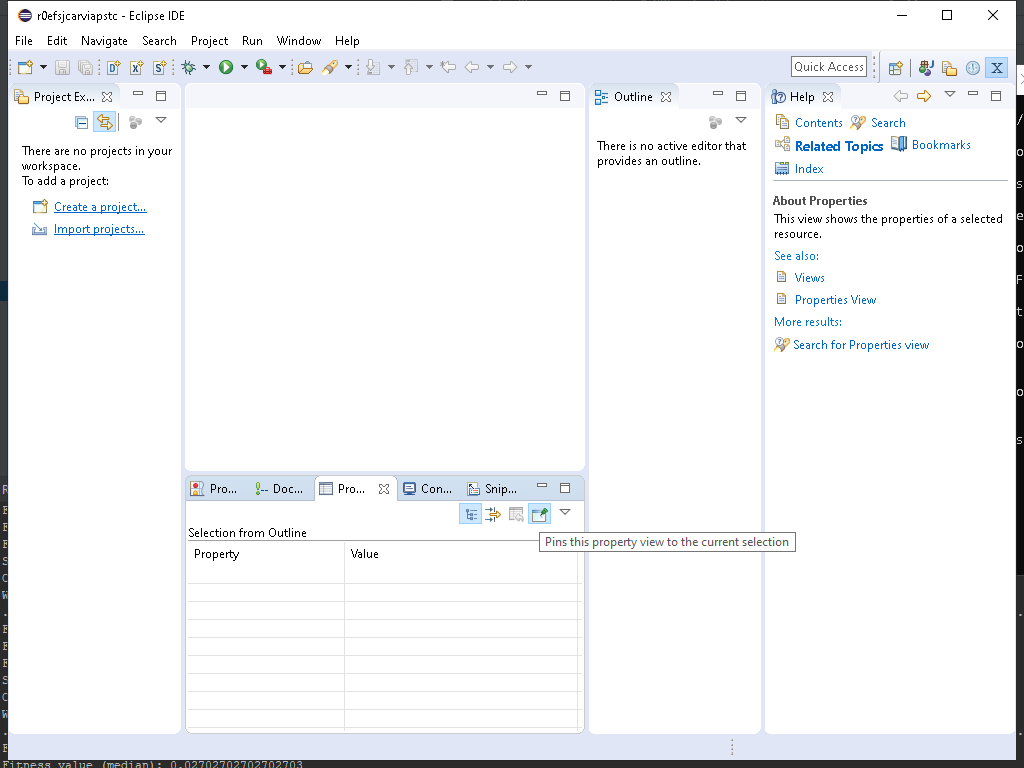 r0efsjcarviapstc - Eclipse IDE
File Edit Navigate Search Project Run Window Help
Quick Access
Project Ex...
There are no projects in your
workspace.
To add a project:
Create a project...
Import projects...
Outline
There is no active editor that
provides an outline.
Help
Contents Search
Related Topics Bookmarks
Index
About Properties
This view shows the properties of a selected
resource.
See also:
Views
Properties View
More results:
Search for Properties view
Pro... Doc... Pro... Con... Snip...
Selection from Outline
Pins this property view to the current selection
Property Value
Fitness value (median): 0.02702702702702703